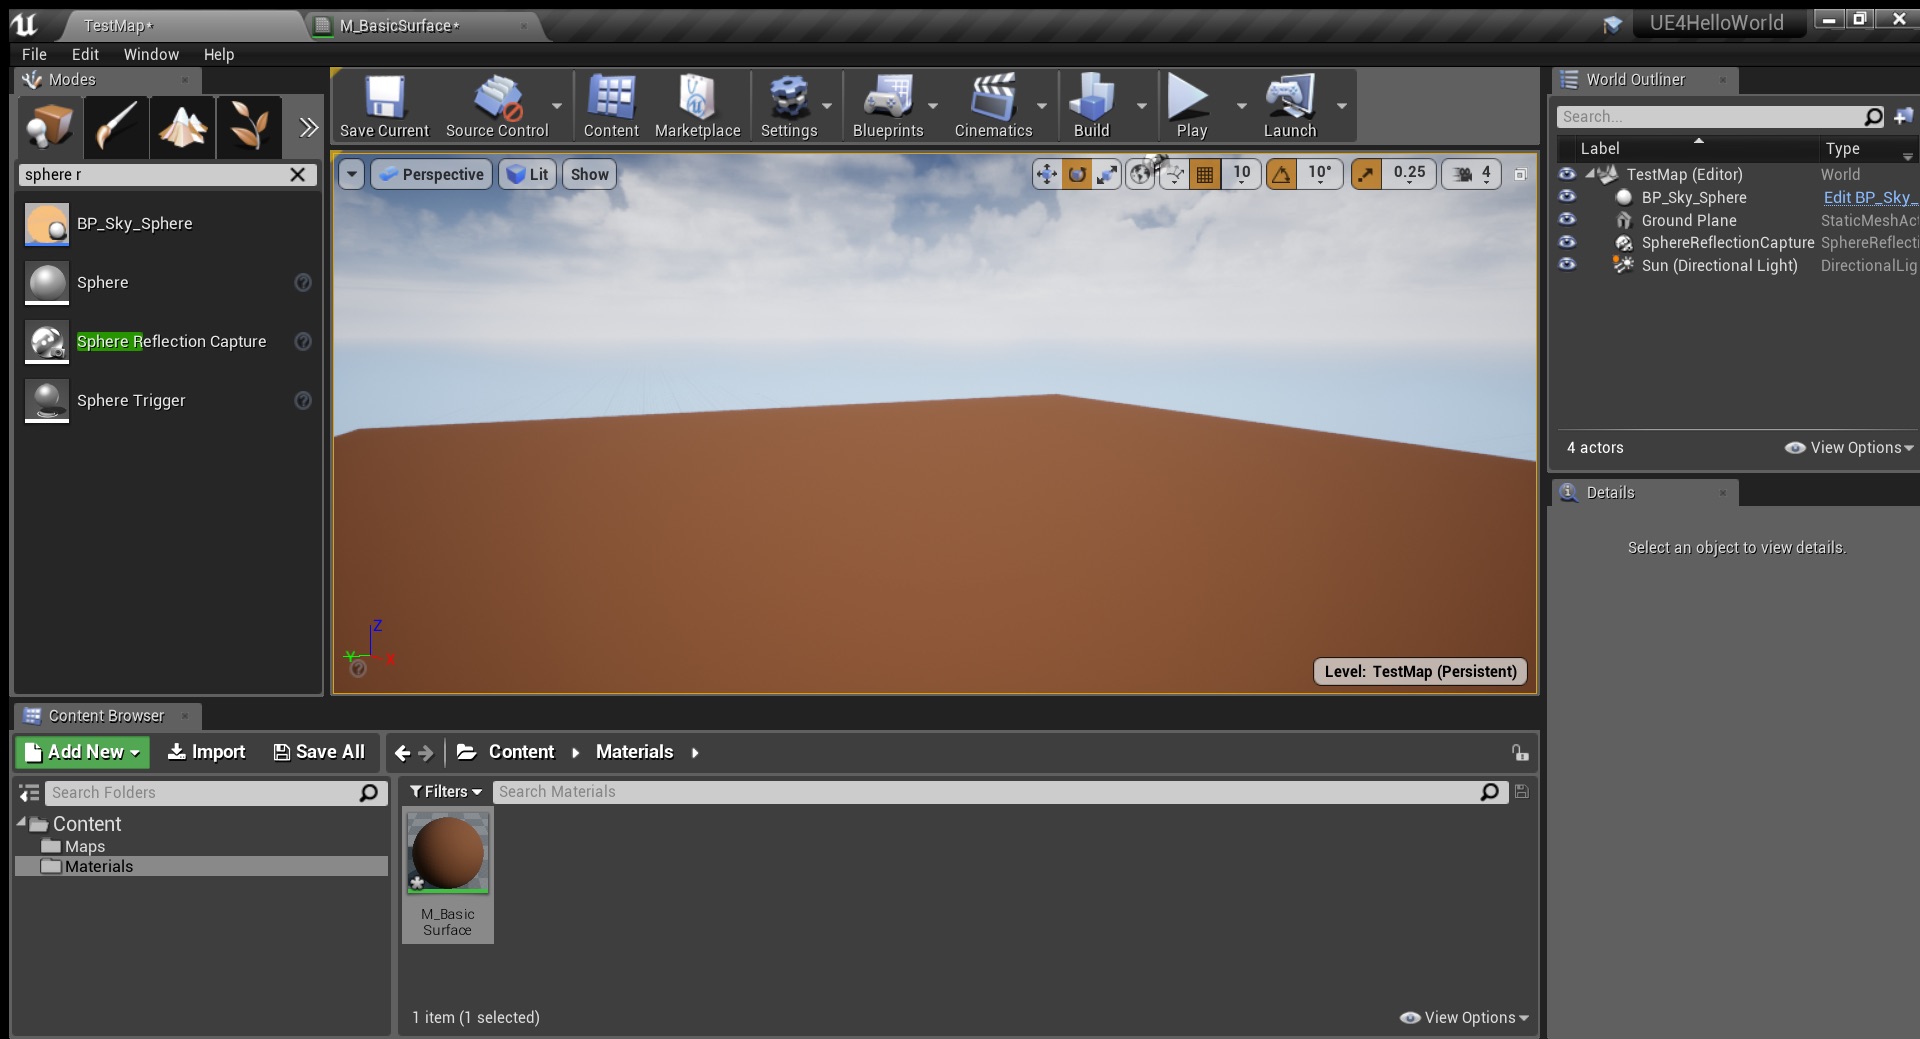 TestMap*
M_BasicSurface*
UE4HelloWorld
File Edit Window Help
Modes
sphere r
BP_Sky_Sphere
Sphere
Sphere Reflection Capture
Sphere Trigger
Save Current
Source Control
Content
Marketplace
Settings
Blueprints
Cinematics
Build
Play
Launch
Perspective
Lit
Show
10
10°
0.25
4
Z
Y
X
Level: TestMap (Persistent)
World Outliner
Search...
Label Type
TestMap (Editor) World
BP_Sky_Sphere Edit BP_Sky_
Ground Plane StaticMeshAct
SphereReflectionCapture SphereReflecti
Sun (Directional Light) DirectionalLig
4 actors
View Options
Details
Select an object to view details.
Content Browser
Add New
Import
Save All
Content
Materials
Search Folders
Content
Maps
Materials
Filters
Search Materials
M_Basic
Surface
1 item (1 selected)
View Options